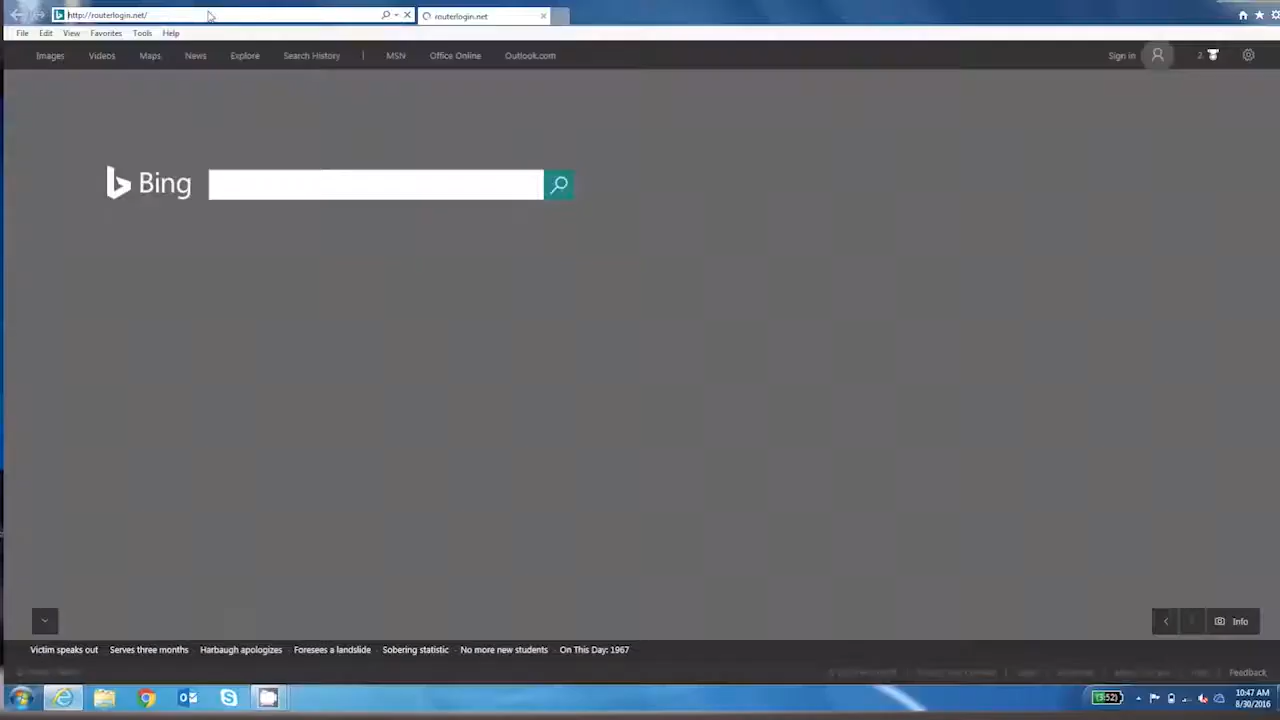 http://routerlogin.net/
routerlogin.net
File Edit View Favorites Tools Help
Images Videos Maps News Explore Search History | MSN Office Online Outlook.com Sign in 2
Bing
Info
Victim speaks out Serves three months Harbaugh apologizes Foresees a landslide Sobering statistic No more new students On This Day: 1967
Feedback
10:47 AM
8/30/2016